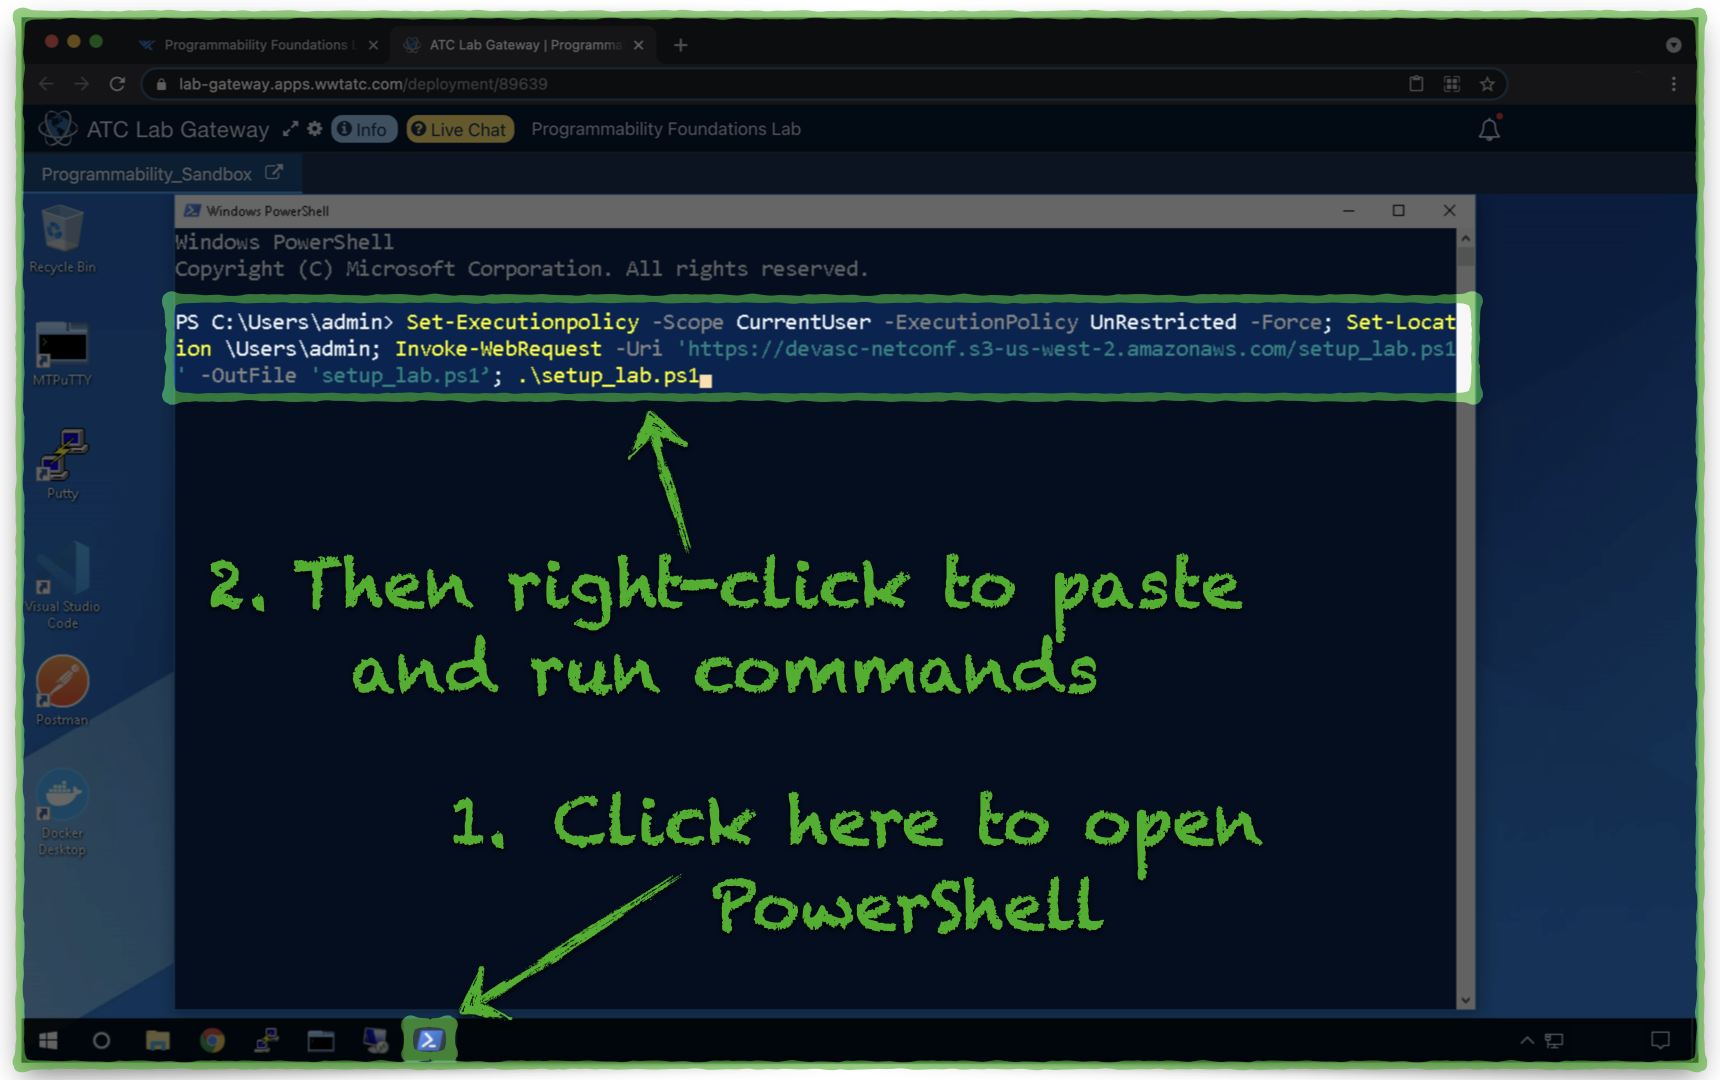 Programmability Foundations L
ATC Lab Gateway | Programma
lab-gateway.apps.wwtatc.com/deployment/89639
ATC Lab Gateway
Info
Live Chat
Programmability Foundations Lab
Programmability_Sandbox
Recycle Bin
MTPuTTY
Putty
Visual Studio
Code
Postman
Docker
Desktop
Windows PowerShell
Windows PowerShell
Copyright (C) Microsoft Corporation. All rights reserved.
PS C:\Users\admin> Set-Executionpolicy -Scope CurrentUser -ExecutionPolicy UnRestricted -Force; Set-Locat
ion \Users\admin; Invoke-WebRequest -Uri 'https://devasc-netconf.s3-us-west-2.amazonaws.com/setup_lab.ps1
' -OutFile 'setup_lab.ps1’; .\setup_lab.ps1
2. Then right-click to paste
and run commands
1. Click here to open
PowerShell